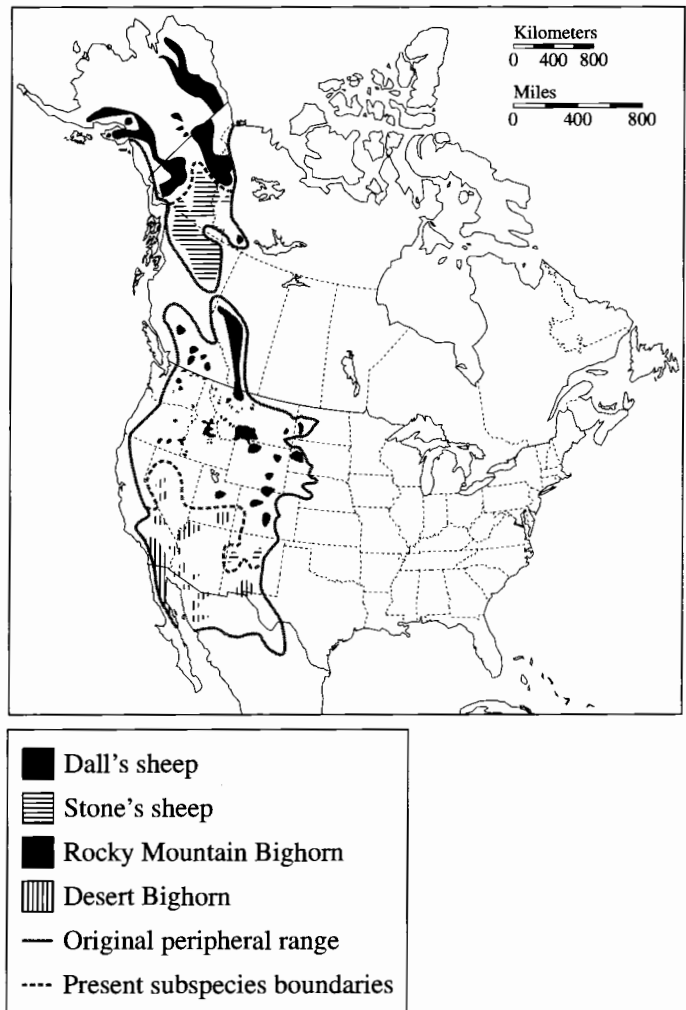 Kilometers
0 400 800
Miles
0 400 800
Dall's sheep
Stone's sheep
Rocky Mountain Bighorn
Desert Bighorn
Original peripheral range
Present subspecies boundaries